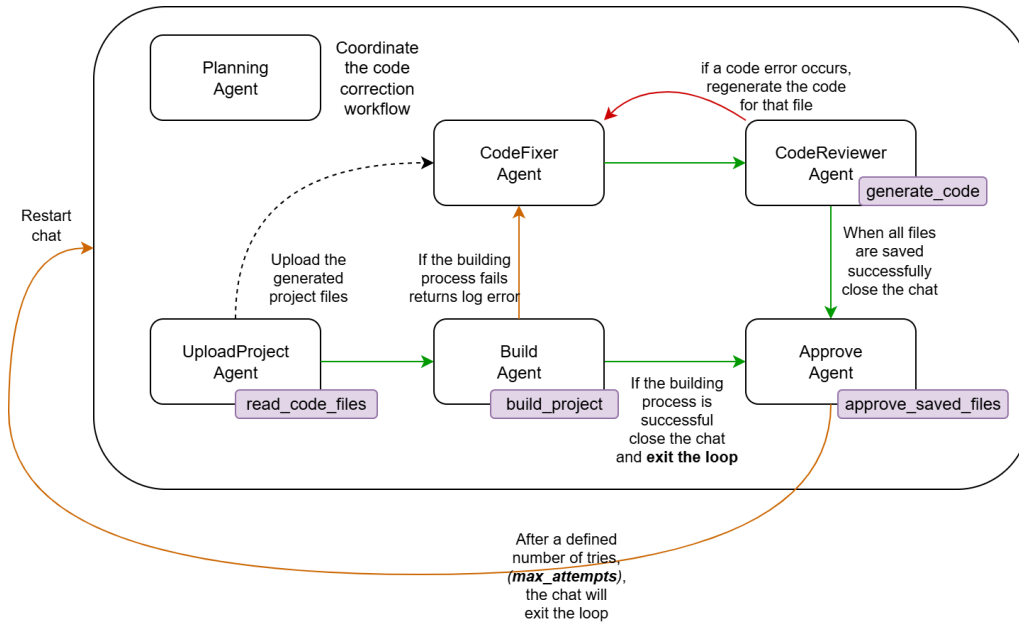 Planning
Agent
Coordinate
the code
correction
workflow
if a code error occurs,
regenerate the code
for that file
CodeFixer
Agent
CodeReviewer
Agent
generate_code
Restart
chat
Upload the
generated
project files
If the building
process fails
returns log error
When all files
are saved
successfully
close the chat
UploadProject
Agent
read_code_files
Build
Agent
build_project
Approve
Agent
approve_saved_files
If the building
process is
successful
close the chat
and exit the loop
After a defined
number of tries,
(max_attempts),
the chat will
exit the loop